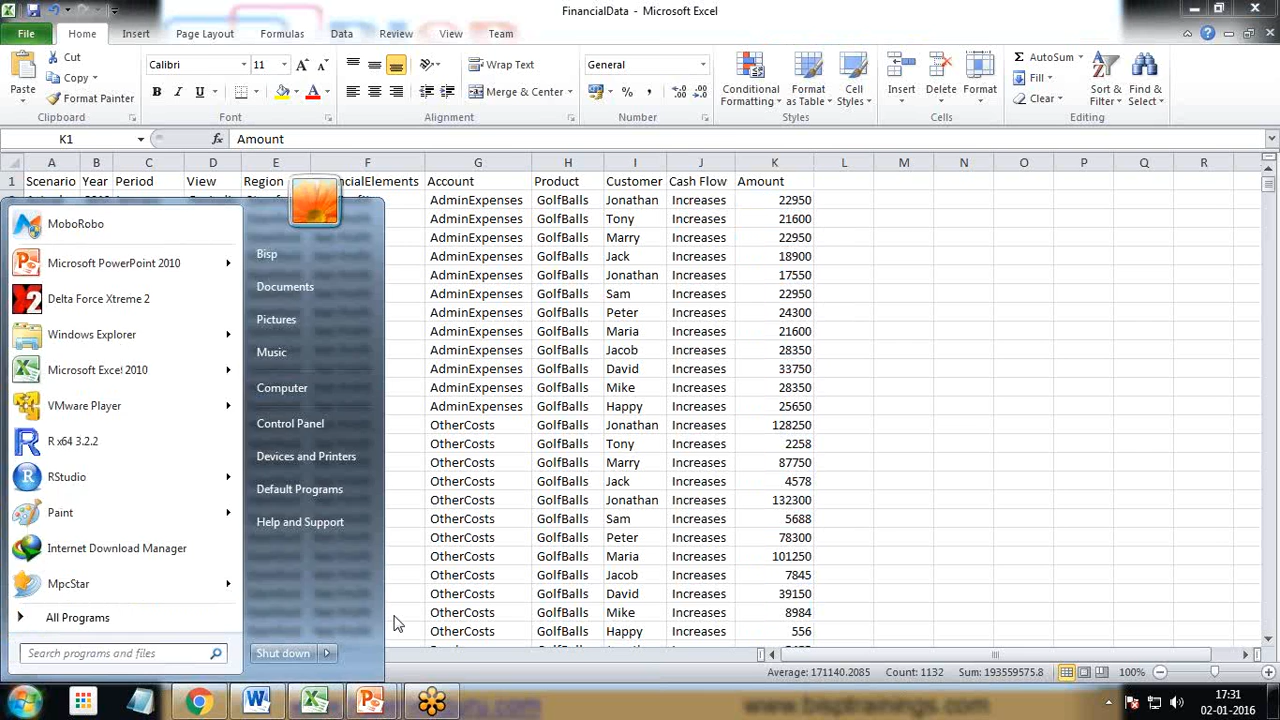 FinancialData - Microsoft Excel
File Home Insert Page Layout Formulas Data Review View Team
Cut
Copy
Format Painter
Paste
Clipboard
Calibri 11
B I U
Font
Wrap Text
Merge & Center
Alignment
General
Number
Conditional Formatting
Format as Table
Cell Styles
Styles
Insert Delete Format
Cells
AutoSum
Fill
Clear
Sort & Filter
Find & Select
Editing
K1 fx Amount
A B C D E F G H I J K L M N O P Q R
1 Scenario Year Period View Region ncialElements Account Product Customer Cash Flow Amount
AdminExpenses GolfBalls Jonathan Increases 22950
AdminExpenses GolfBalls Tony Increases 21600
AdminExpenses GolfBalls Marry Increases 22950
AdminExpenses GolfBalls Jack Increases 18900
AdminExpenses GolfBalls Jonathan Increases 17550
AdminExpenses GolfBalls Sam Increases 22950
AdminExpenses GolfBalls Peter Increases 24300
AdminExpenses GolfBalls Maria Increases 21600
AdminExpenses GolfBalls Jacob Increases 28350
AdminExpenses GolfBalls David Increases 33750
AdminExpenses GolfBalls Mike Increases 28350
AdminExpenses GolfBalls Happy Increases 25650
OtherCosts GolfBalls Jonathan Increases 128250
OtherCosts GolfBalls Tony Increases 2258
OtherCosts GolfBalls Marry Increases 87750
OtherCosts GolfBalls Jack Increases 4578
OtherCosts GolfBalls Jonathan Increases 132300
OtherCosts GolfBalls Sam Increases 5688
OtherCosts GolfBalls Peter Increases 78300
OtherCosts GolfBalls Maria Increases 101250
OtherCosts GolfBalls Jacob Increases 7845
OtherCosts GolfBalls David Increases 39150
OtherCosts GolfBalls Mike Increases 8984
OtherCosts GolfBalls Happy Increases 556
MoboRobo
Microsoft PowerPoint 2010
Delta Force Xtreme 2
Windows Explorer
Microsoft Excel 2010
VMware Player
R x64 3.2.2
RStudio
Paint
Internet Download Manager
MpcStar
All Programs
Search programs and files
Bisp
Documents
Pictures
Music
Computer
Control Panel
Devices and Printers
Default Programs
Help and Support
Shut down
Average: 171140.2085 Count: 1132 Sum: 193559575.8 100%
17:31
02-01-2016